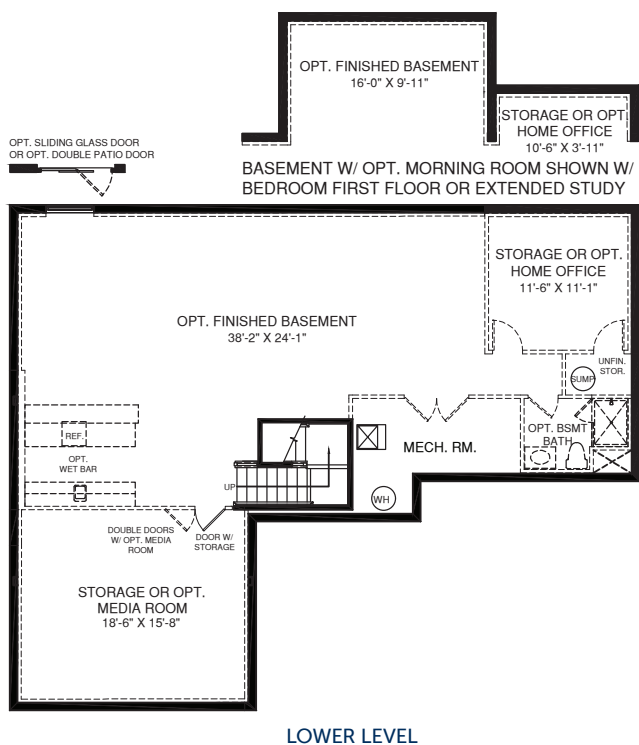 OPT. FINISHED BASEMENT
16'-0" X 9'-11"
STORAGE OR OPT.
HOME OFFICE
10'-6" X 3'-11"
OPT. SLIDING GLASS DOOR
OR OPT. DOUBLE PATIO DOOR
BASEMENT W/ OPT. MORNING ROOM SHOWN W/
BEDROOM FIRST FLOOR OR EXTENDED STUDY
STORAGE OR OPT.
HOME OFFICE
11'-6" X 11'-1"
OPT. FINISHED BASEMENT
38'-2" X 24'-1"
UNFIN.
STOR.
SUMP
REF.
OPT.
WET BAR
MECH. RM.
OPT. BSMT
BATH
UP
WH
DOUBLE DOORS
W/ OPT. MEDIA
ROOM
DOOR W/
STORAGE
STORAGE OR OPT.
MEDIA ROOM
18'-6" X 15'-8"
LOWER LEVEL